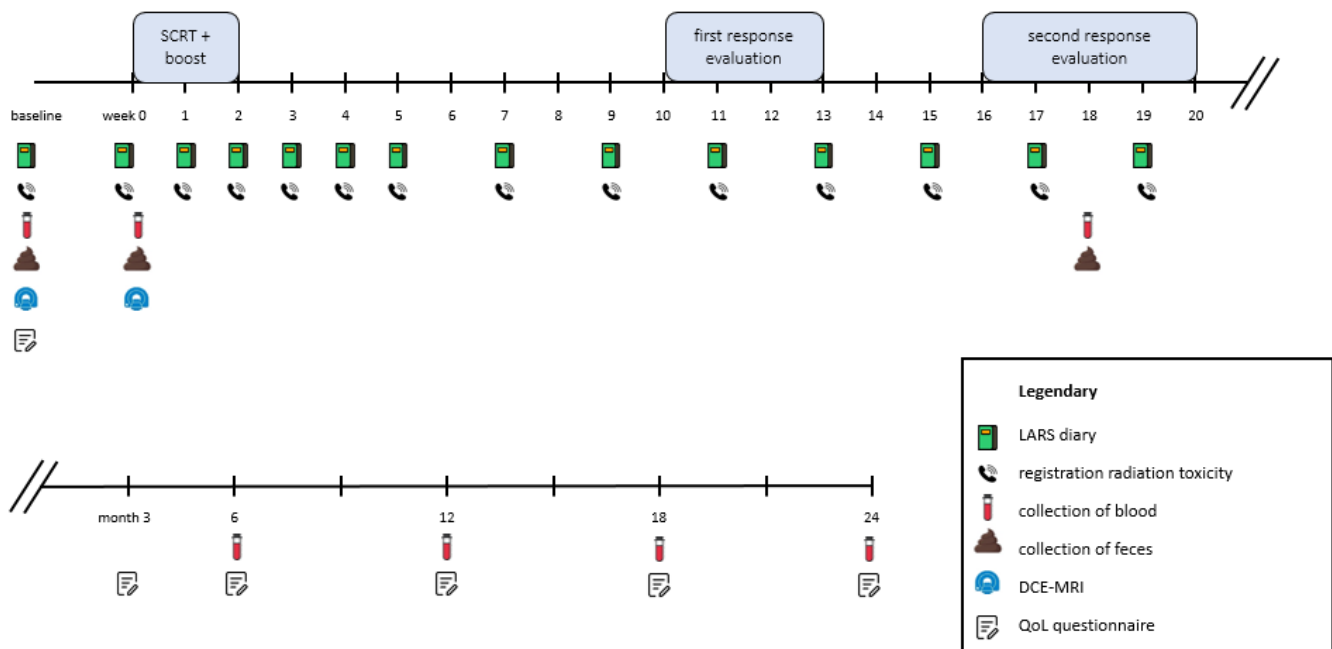 SCRT +
boost
first response
evaluation
second response
evaluation
baseline week 0 1 2 3 4 5 6 7 8 9 10 11 12 13 14 15 16 17 18 19 20
Legendary
LARS diary
registration radiation toxicity
collection of blood
collection of feces
DCE-MRI
QoL questionnaire
month 3 6 12 18 24